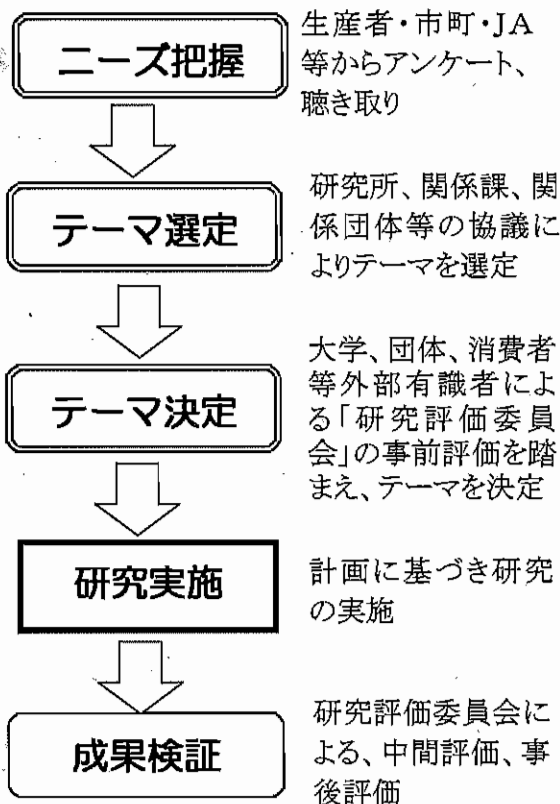 ニーズ把握
生産者・市町・JA
等からアンケート、
聴き取り
テーマ選定
研究所、関係課、関
係団体等の協議に
よりテーマを選定
テーマ決定
大学、団体、消費者
等外部有識者によ
る「研究評価委員
会」の事前評価を踏
まえ、テーマを決定
研究実施
計画に基づき研究
の実施
成果検証
研究評価委員会に
よる、中間評価、事
後評価